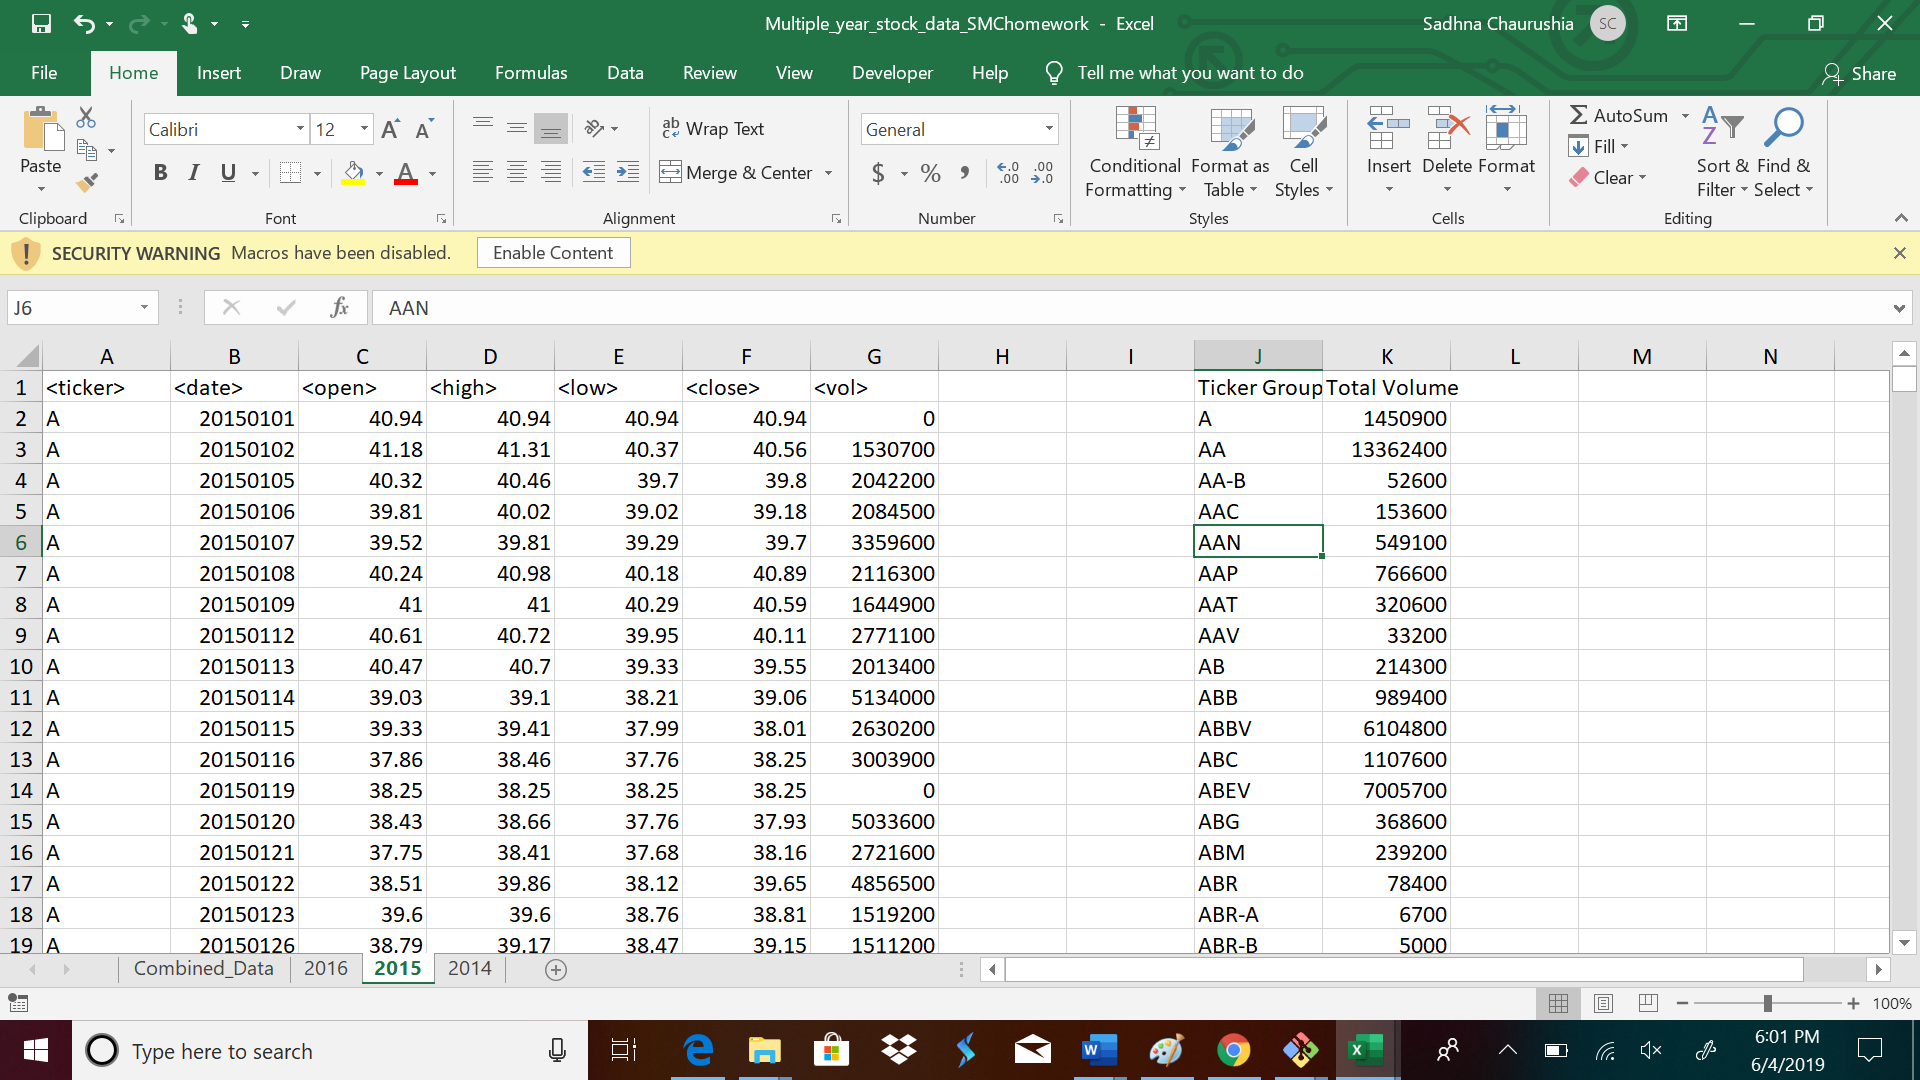 Multiple_year_stock_data_SMChomework - Excel
Sadhna Chaurushia SC
File Home Insert Draw Page Layout Formulas Data Review View Developer Help Tell me what you want to do Share
Paste
Clipboard
Calibri 12
B I U
Font
Wrap Text
Merge & Center
Alignment
General
$ % ,
Number
Conditional Formatting
Format as Table
Cell Styles
Styles
Insert Delete Format
Cells
AutoSum
Fill
Clear
Sort & Filter
Find & Select
Editing
SECURITY WARNING Macros have been disabled. Enable Content
J6 fx AAN
A B C D E F G H I J K L M N
1 <ticker> <date> <open> <high> <low> <close> <vol> Ticker Group Total Volume
2 A 20150101 40.94 40.94 40.94 40.94 0 A 1450900
3 A 20150102 41.18 41.31 40.37 40.56 1530700 AA 13362400
4 A 20150105 40.32 40.46 39.7 39.8 2042200 AA-B 52600
5 A 20150106 39.81 40.02 39.02 39.18 2084500 AAC 153600
6 A 20150107 39.52 39.81 39.29 39.7 3359600 AAN 549100
7 A 20150108 40.24 40.98 40.18 40.89 2116300 AAP 766600
8 A 20150109 41 41 40.29 40.59 1644900 AAT 320600
9 A 20150112 40.61 40.72 39.95 40.11 2771100 AAV 33200
10 A 20150113 40.47 40.7 39.33 39.55 2013400 AB 214300
11 A 20150114 39.03 39.1 38.21 39.06 5134000 ABB 989400
12 A 20150115 39.33 39.41 37.99 38.01 2630200 ABBV 6104800
13 A 20150116 37.86 38.46 37.76 38.25 3003900 ABC 1107600
14 A 20150119 38.25 38.25 38.25 38.25 0 ABEV 7005700
15 A 20150120 38.43 38.66 37.76 37.93 5033600 ABG 368600
16 A 20150121 37.75 38.41 37.68 38.16 2721600 ABM 239200
17 A 20150122 38.51 39.86 38.12 39.65 4856500 ABR 78400
18 A 20150123 39.6 39.6 38.76 38.81 1519200 ABR-A 6700
19 A 20150126 38.79 39.17 38.47 39.15 1511200 ABR-B 5000
Combined_Data 2016 2015 2014
100%
Type here to search
6:01 PM
6/4/2019